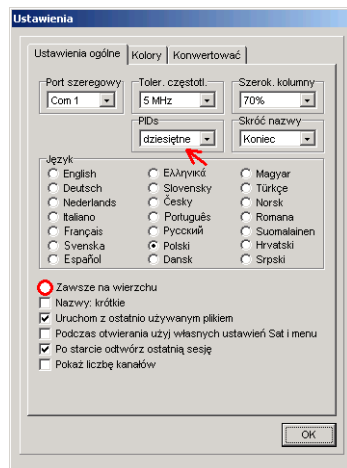 Ustawienia
Ustawienia ogólne Kolory Konwertować
Port szeregowy Toler. częstotl. Szerok. kolumny
Com 1 5 MHz 70%
PIDs Skróć nazwy
dziesiętne Koniec
Język
English Ελληνικά Magyar
Deutsch Slovensky Türkçe
Nederlands Česky Norsk
Italiano Português Romana
Français Русский Suomalainen
Svenska Polski Hrvatski
Español Dansk Srpski
Zawsze na wierzchu
Nazwy: krótkie
Uruchom z ostatnio używanym plikiem
Podczas otwierania użyj własnych ustawień Sat i menu
Po starcie odtwórz ostatnią sesję
Pokaż liczbę kanałów
OK